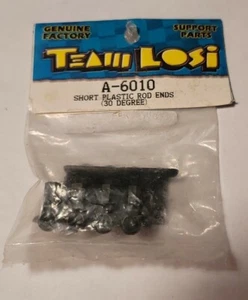 GENUINE FACTORY
SUPPORT PARTS
TEAM LOSI
A-6010
SHORT PLASTIC ROD ENDS
(30 DEGREE)